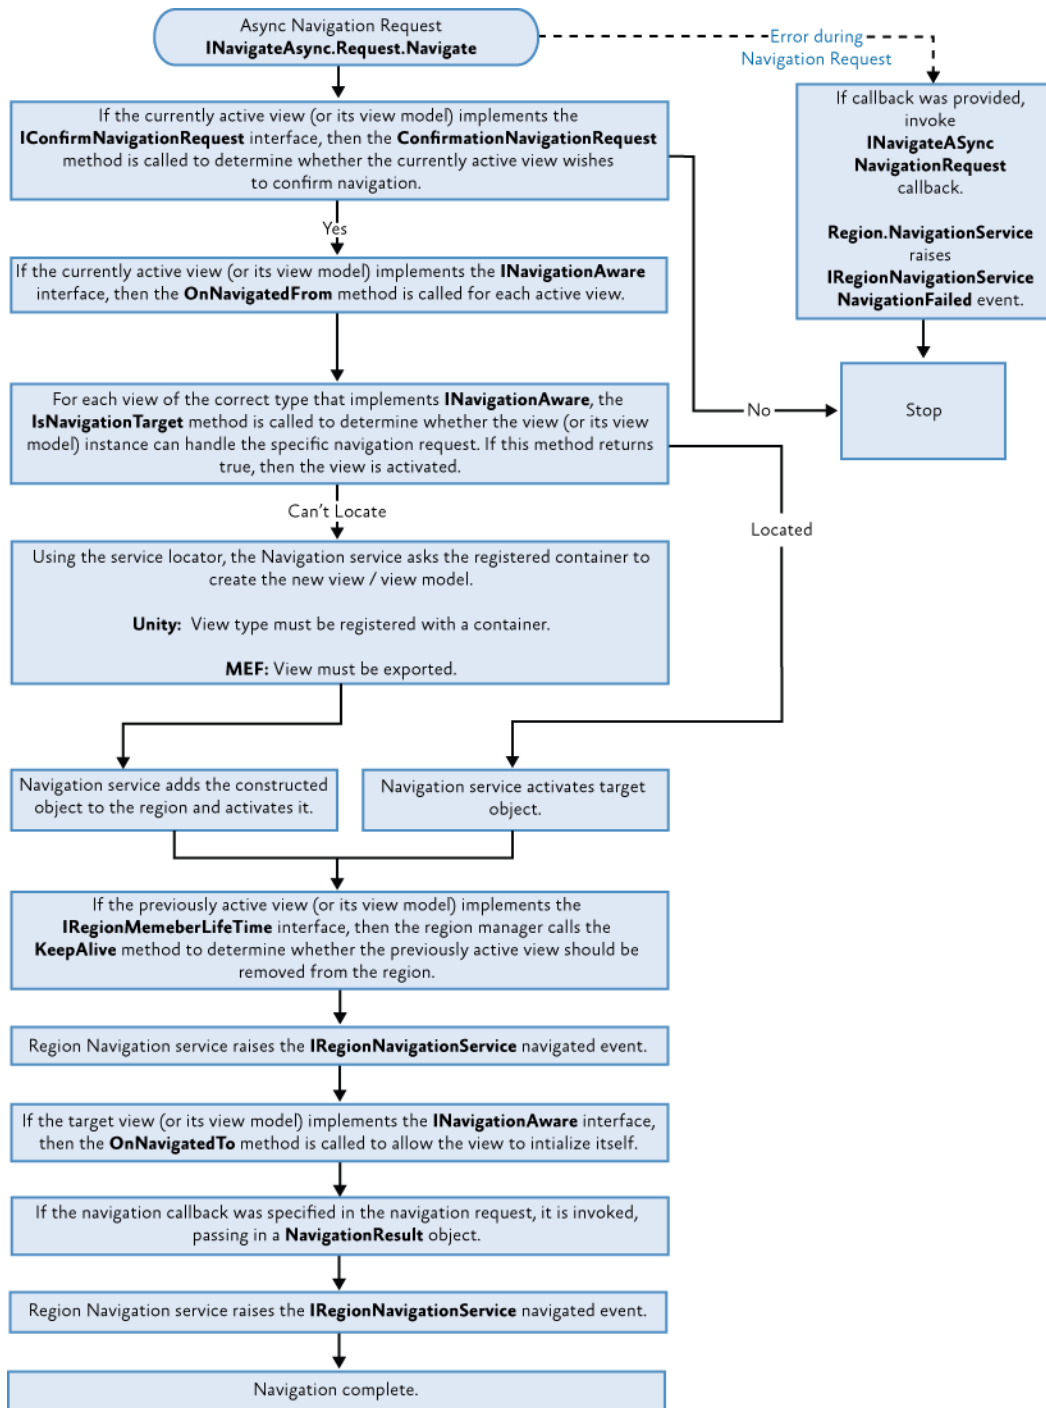 Async Navigation Request
INavigateAsync.Request.Navigate
Error during
Navigation Request
If the currently active view (or its view model) implements the
IConfirmNavigationRequest interface, then the ConfirmationNavigationRequest
method is called to determine whether the currently active view wishes
to confirm navigation.
If callback was provided,
invoke
INavigateASync
NavigationRequest
callback.
Region.NavigationService
raises
IRegionNavigationService
NavigationFailed event.
Yes
If the currently active view (or its view model) implements the INavigationAware
interface, then the OnNavigatedFrom method is called for each active view.
For each view of the correct type that implements INavigationAware, the
IsNavigationTarget method is called to determine whether the view (or its view
model) instance can handle the specific navigation request. If this method returns
true, then the view is activated.
No
Stop
Can't Locate
Located
Using the service locator, the Navigation service asks the registered container to
create the new view / view model.
Unity: View type must be registered with a container.
MEF: View must be exported.
Navigation service adds the constructed
object to the region and activates it.
Navigation service activates target
object.
If the previously active view (or its view model) implements the
IRegionMemeberLifeTime interface, then the region manager calls the
KeepAlive method to determine whether the previously active view should be
removed from the region.
Region Navigation service raises the IRegionNavigationService navigated event.
If the target view (or its view model) implements the INavigationAware interface,
then the OnNavigatedTo method is called to allow the view to intialize itself.
If the navigation callback was specified in the navigation request, it is invoked,
passing in a NavigationResult object.
Region Navigation service raises the IRegionNavigationService navigated event.
Navigation complete.